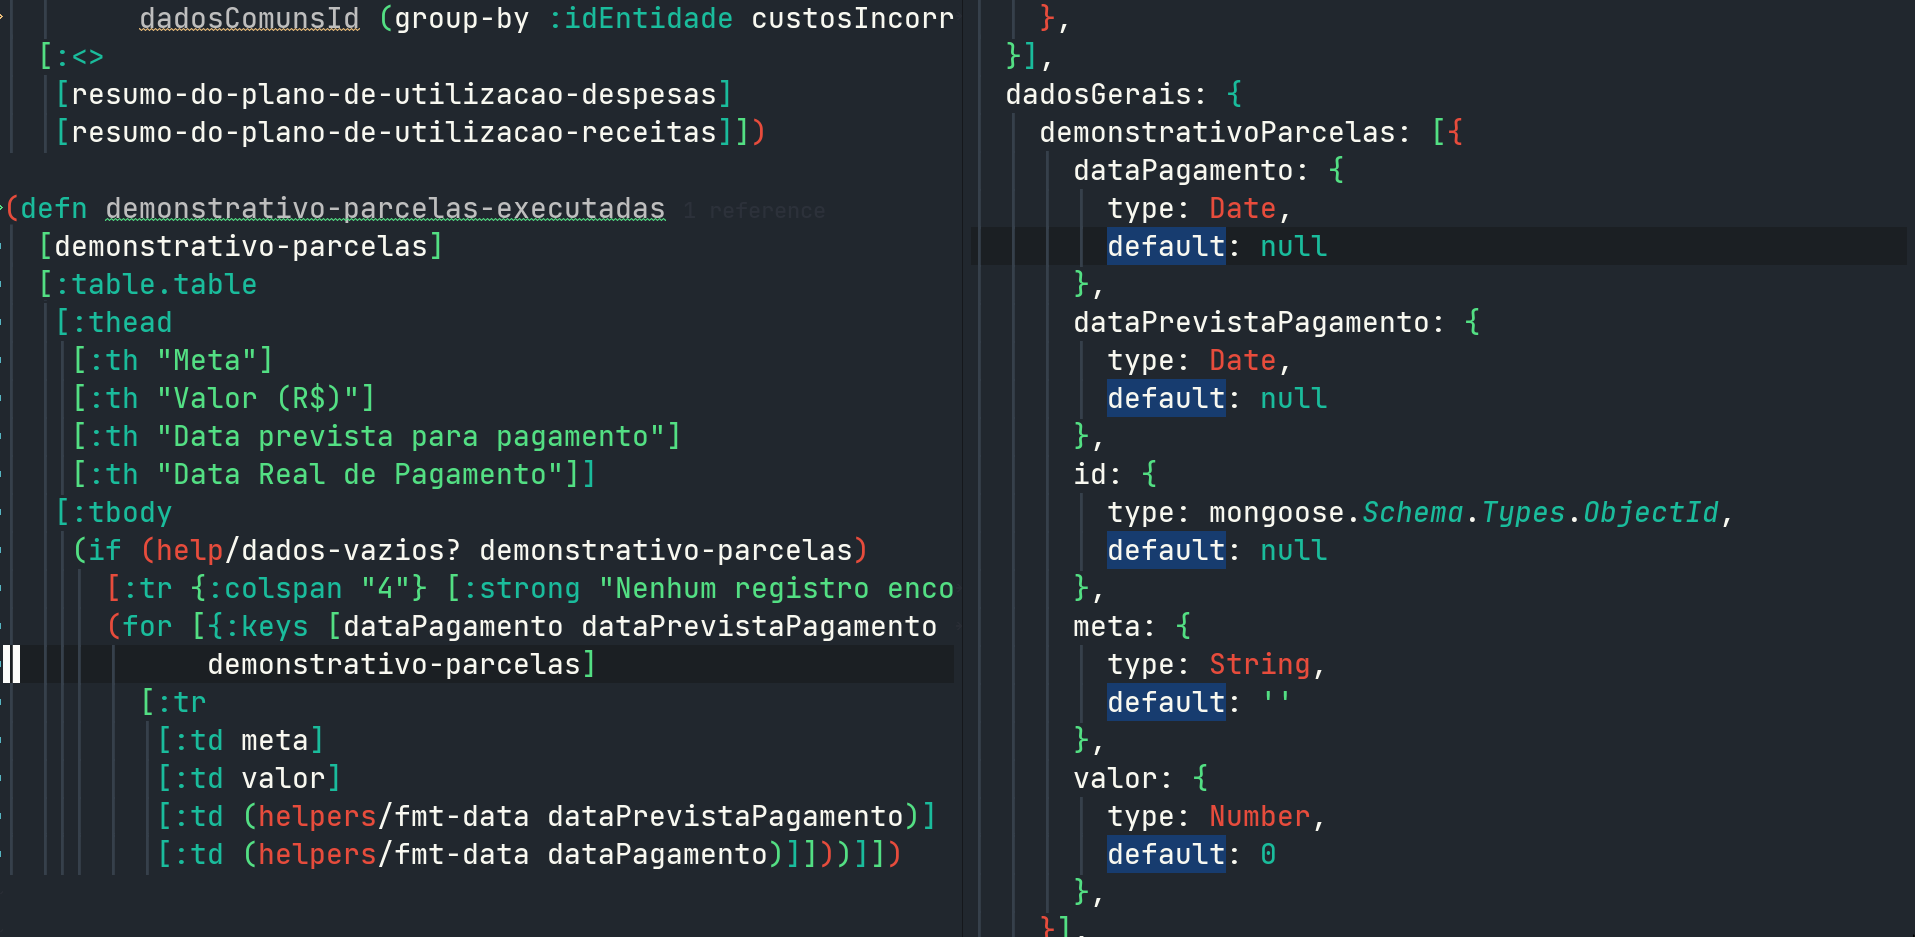 dadosComunsId (group-by :idEntidade custosIncorr
[:<>
[resumo-do-plano-de-utilizacao-despesas]
[resumo-do-plano-de-utilizacao-receitas]])
(defn demonstrativo-parcelas-executadas 1 reference
[demonstrativo-parcelas]
[:table.table
[:thead
[:th "Meta"]
[:th "Valor (R$)"]
[:th "Data prevista para pagamento"]
[:th "Data Real de Pagamento"]]
[:tbody
(if (help/dados-vazios? demonstrativo-parcelas)
[:tr {:colspan "4"} [:strong "Nenhum registro enco
(for [{:keys [dataPagamento dataPrevistaPagamento
demonstrativo-parcelas]
[:tr
[:td meta]
[:td valor]
[:td (helpers/fmt-data dataPrevistaPagamento)]
[:td (helpers/fmt-data dataPagamento)]]))]])
},
}],
dadosGerais: {
demonstrativoParcelas: [{
dataPagamento: {
type: Date,
default: null
},
dataPrevistaPagamento: {
type: Date,
default: null
},
id: {
type: mongoose.Schema.Types.ObjectId,
default: null
},
meta: {
type: String,
default: ''
},
valor: {
type: Number,
default: 0
},
}],